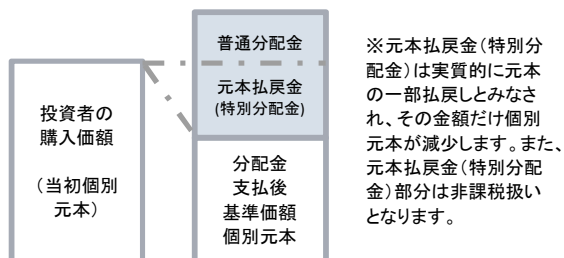 普通分配金
元本払戻金
(特別分配金)
投資者の
購入価額
(当初個別
元本)
分配金
支払後
基準価額
個別元本
※元本払戻金(特別分
配金)は実質的に元本
の一部払戻しとみなさ
れ、その金額だけ個別
元本が減少します。また、
元本払戻金(特別分配
金)部分は非課税扱い
となります。